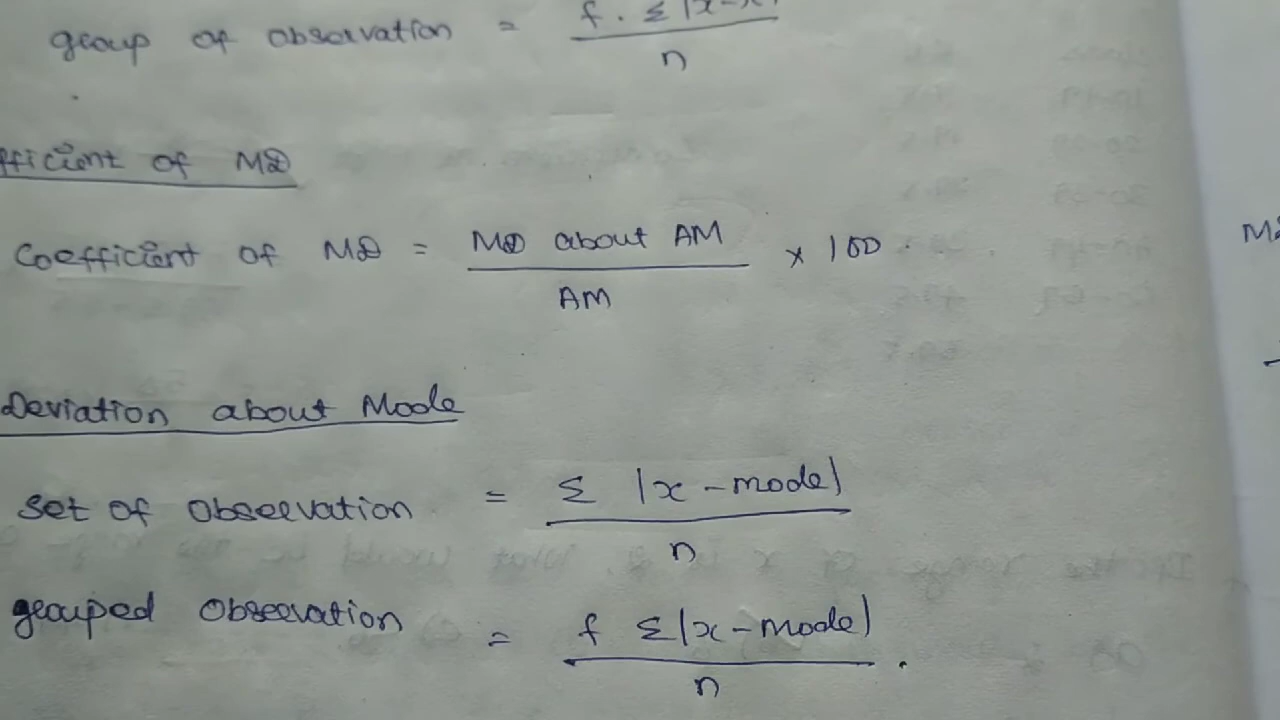 group of observation = f. Σ |x-x|
n
fficient of MD
Coefficient of MD = MD about AM × 100
AM
Deviation about Mode
Set of Observation = Σ |x - mode|
n
grouped Observation = f Σ|x - mode| .
n